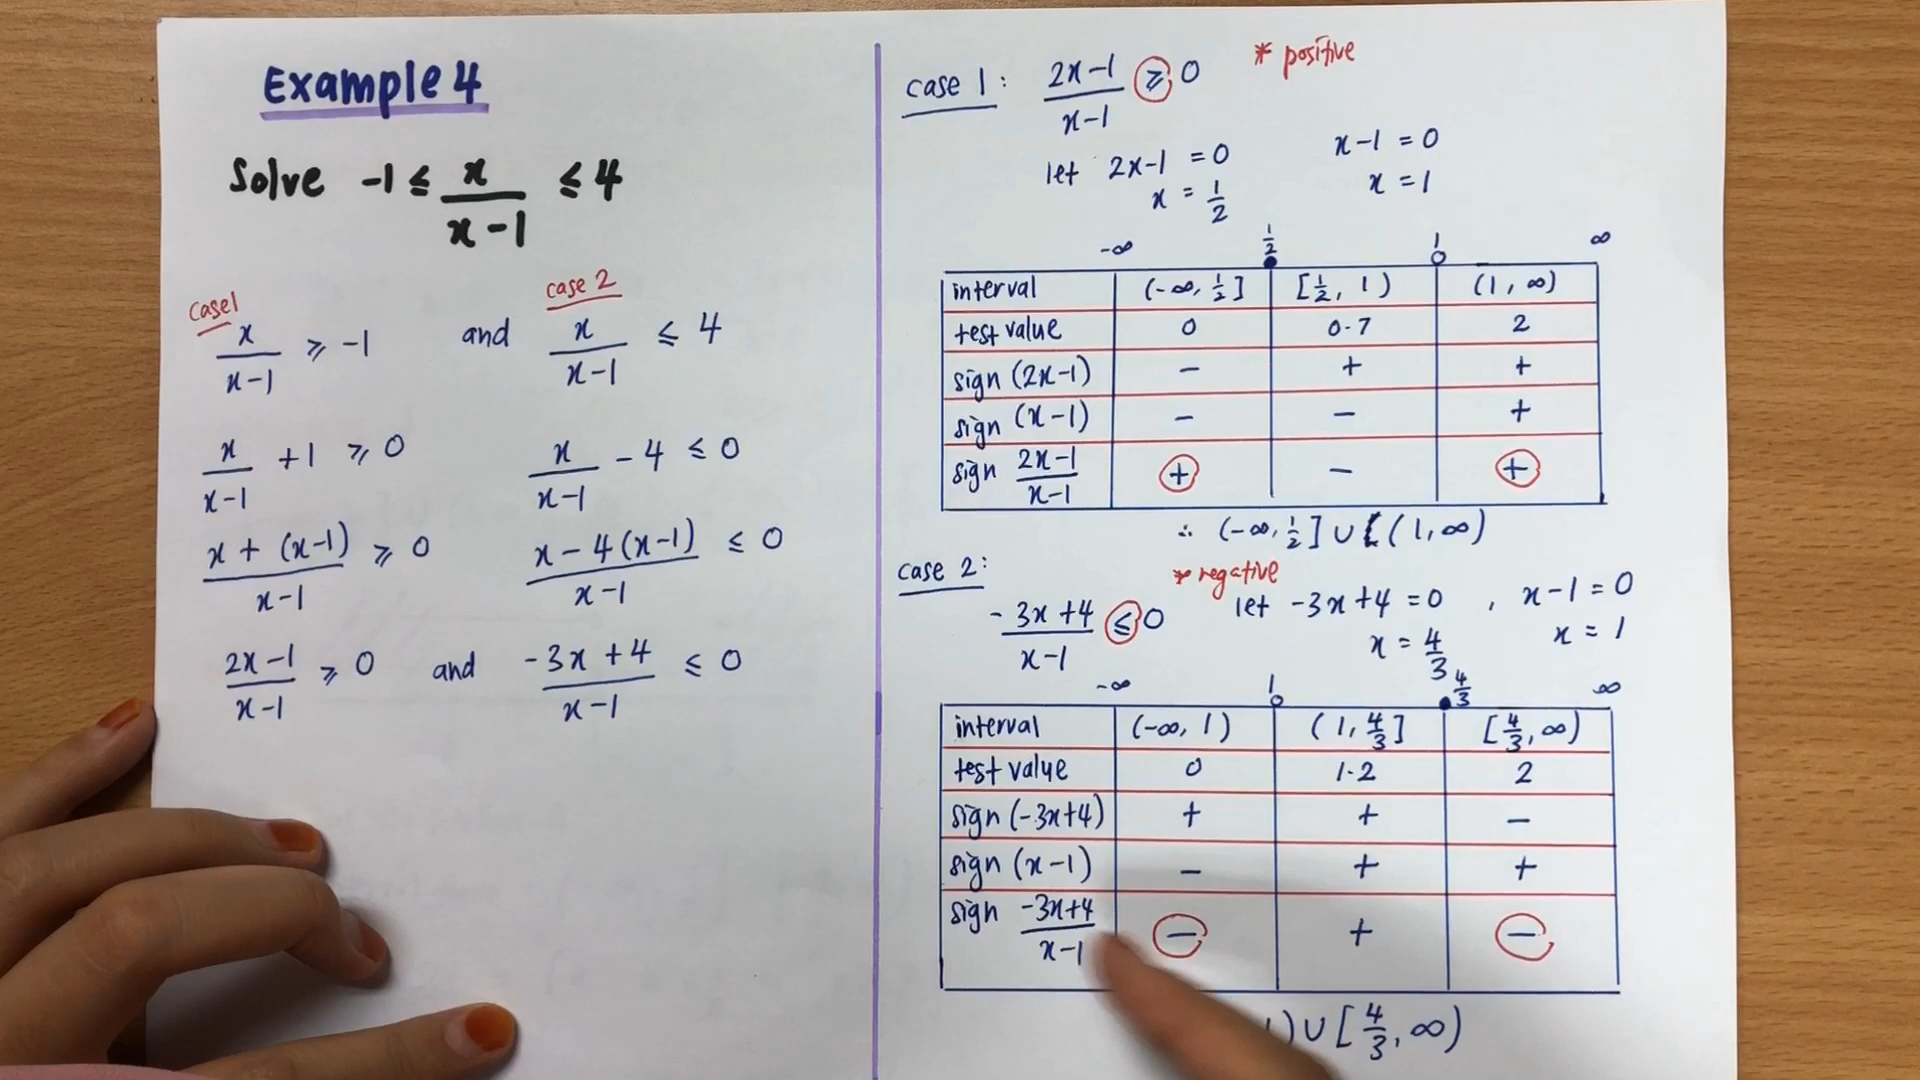 Example 4
Solve -1 ≤ x/(x-1) ≤ 4
case1
case 2
x/(x-1) ≥ -1 and x/(x-1) ≤ 4
x/(x-1) +1 ≥ 0
x/(x-1) - 4 ≤ 0
(x + (x-1))/(x-1) ≥ 0
(x - 4(x-1))/(x-1) ≤ 0
(2x-1)/(x-1) ≥ 0 and (-3x+4)/(x-1) ≤ 0
case 1: (2x-1)/(x-1) ≥ 0 * positive
let 2x-1 = 0
x = 1/2
x-1 = 0
x = 1
-∞ 1/2 1 ∞
interval (-∞, 1/2] [1/2, 1) (1, ∞)
test value 0 0.7 2
sign (2x-1) - + +
sign (x-1) - - +
sign (2x-1)/(x-1) + - +
∴ (-∞, 1/2] ∪ (1, ∞)
case 2:
* negative
(-3x+4)/(x-1) ≤ 0
let -3x+4 = 0 , x-1 = 0
x = 4/3 x = 1
-∞ 1 4/3 ∞
interval (-∞, 1) (1, 4/3] [4/3, ∞)
test value 0 1.2 2
sign (-3x+4) + + -
sign (x-1) - + +
sign (-3x+4)/(x-1) - + -
) ∪ [4/3, ∞)